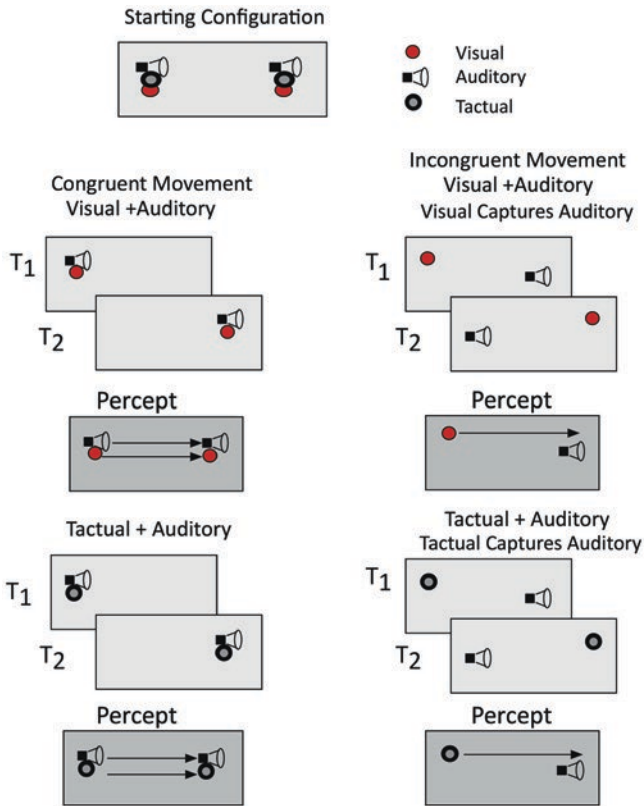 Starting Configuration
Visual
Auditory
Tactual
Congruent Movement
Visual +Auditory
T1
T2
Percept
Incongruent Movement
Visual +Auditory
Visual Captures Auditory
T1
T2
Percept
Tactual + Auditory
T1
T2
Percept
Tactual + Auditory
Tactual Captures Auditory
T1
T2
Percept